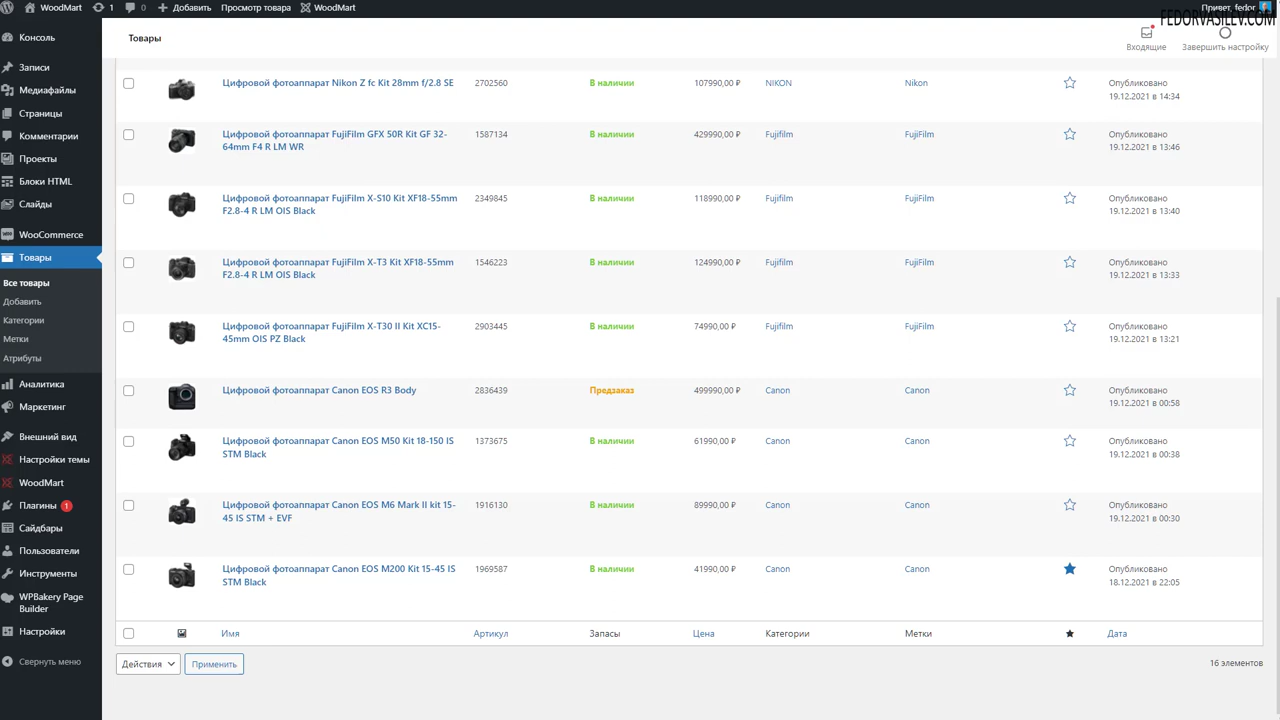 WoodMart
1
0
Добавить
Просмотр товара
WoodMart
Привет, fedor
FEDORVASILEV.COM
Консоль
Записи
Медиафайлы
Страницы
Комментарии
Проекты
Блоки HTML
Слайды
WooCommerce
Товары
Все товары
Добавить
Категории
Метки
Атрибуты
Аналитика
Маркетинг
Внешний вид
Настройки темы
WoodMart
Плагины 1
Сайдбары
Пользователи
Инструменты
WPBakery Page
Builder
Настройки
Свернуть меню
Товары
Входящие
Завершить настройку
Цифровой фотоаппарат Nikon Z fc Kit 28mm f/2.8 SE 2702560 В наличии 107990,00 ₽ NIKON Nikon Опубликовано
19.12.2021 в 14:34
Цифровой фотоаппарат FujiFilm GFX 50R Kit GF 32- 1587134 В наличии 429990,00 ₽ Fujifilm FujiFilm Опубликовано
64mm F4 R LM WR 19.12.2021 в 13:46
Цифровой фотоаппарат FujiFilm X-S10 Kit XF18-55mm 2349845 В наличии 118990,00 ₽ Fujifilm FujiFilm Опубликовано
F2.8-4 R LM OIS Black 19.12.2021 в 13:40
Цифровой фотоаппарат FujiFilm X-T3 Kit XF18-55mm 1546223 В наличии 124990,00 ₽ Fujifilm FujiFilm Опубликовано
F2.8-4 R LM OIS Black 19.12.2021 в 13:33
Цифровой фотоаппарат FujiFilm X-T30 II Kit XC15- 2903445 В наличии 74990,00 ₽ Fujifilm FujiFilm Опубликовано
45mm OIS PZ Black 19.12.2021 в 13:21
Цифровой фотоаппарат Canon EOS R3 Body 2836439 Предзаказ 499990,00 ₽ Canon Canon Опубликовано
19.12.2021 в 00:58
Цифровой фотоаппарат Canon EOS M50 Kit 18-150 IS 1373675 В наличии 61990,00 ₽ Canon Canon Опубликовано
STM Black 19.12.2021 в 00:38
Цифровой фотоаппарат Canon EOS M6 Mark II kit 15- 1916130 В наличии 89990,00 ₽ Canon Canon Опубликовано
45 IS STM + EVF 19.12.2021 в 00:30
Цифровой фотоаппарат Canon EOS M200 Kit 15-45 IS 1969587 В наличии 41990,00 ₽ Canon Canon Опубликовано
STM Black 18.12.2021 в 22:05
Имя Артикул Запасы Цена Категории Метки Дата
Действия Применить 16 элементов